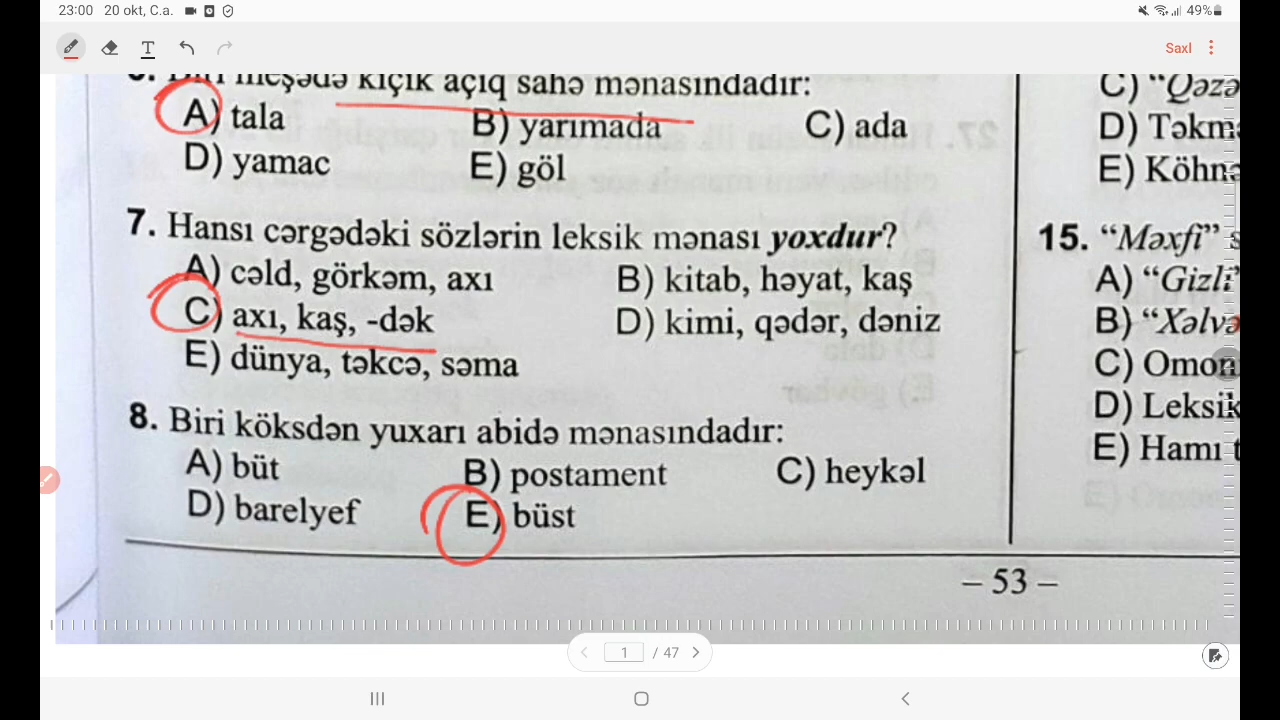 23:00 20 okt, C.a.
49%
T
Saxl
meşədə kiçik açıq sahə mənasındadır:
A) tala B) yarımada C) ada
D) yamac E) göl
7. Hansı cərgədəki sözlərin leksik mənası yoxdur?
A) cəld, görkəm, axı B) kitab, həyat, kaş
C) axı, kaş, -dək D) kimi, qədər, dəniz
E) dünya, təkcə, səma
8. Biri köksdən yuxarı abidə mənasındadır:
A) büt B) postament C) heykəl
D) barelyef E) büst
C) "Qəzə
D) Təkm
E) Köhnə
15. "Məxfi" s
A) "Gizli"
B) "Xəlvə
C) Omon
D) Leksik
E) Hamı t
– 53 –
1 / 47